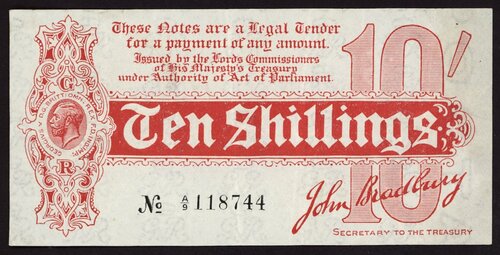 These Notes are a Legal Tender
for a payment of any amount.
Issued by the Lords Commissioners
of His Majesty's Treasury
under Authority of Act of Parliament.
10/-
G
R
Ten Shillings.
No A/9 118744
John Bradbury
SECRETARY TO THE TREASURY